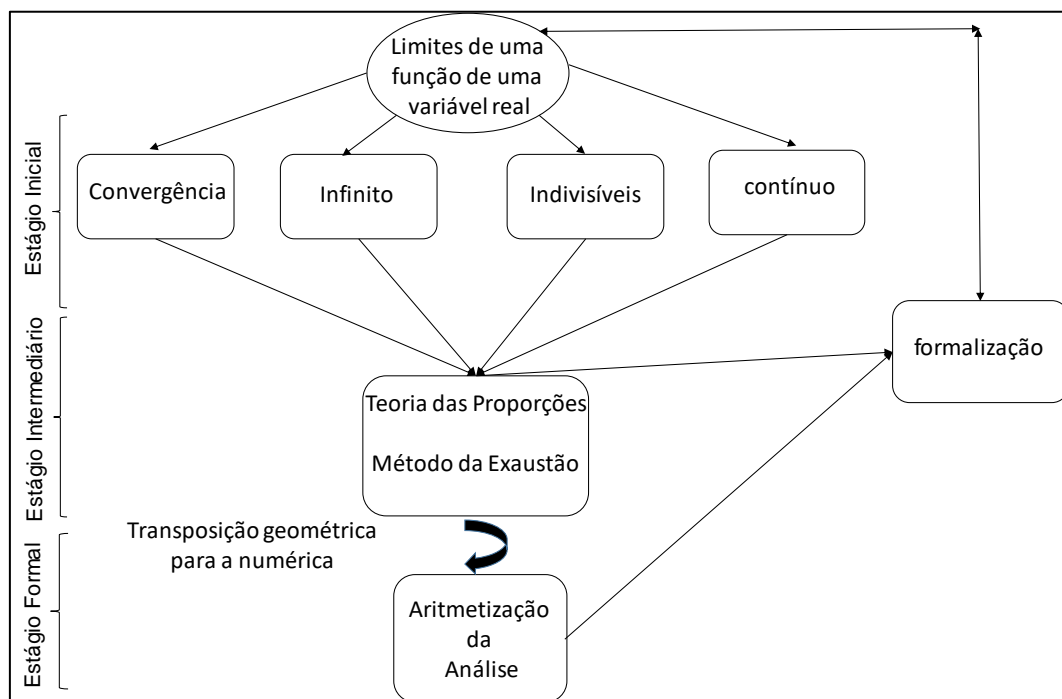 Limites de uma
função de uma
variável real
Estágio Inicial
Convergência
Infinito
Indivisíveis
contínuo
formalização
Estágio Intermediário
Teoria das Proporções
Método da Exaustão
Transposição geométrica
para a numérica
Estágio Formal
Aritmetização
da
Análise